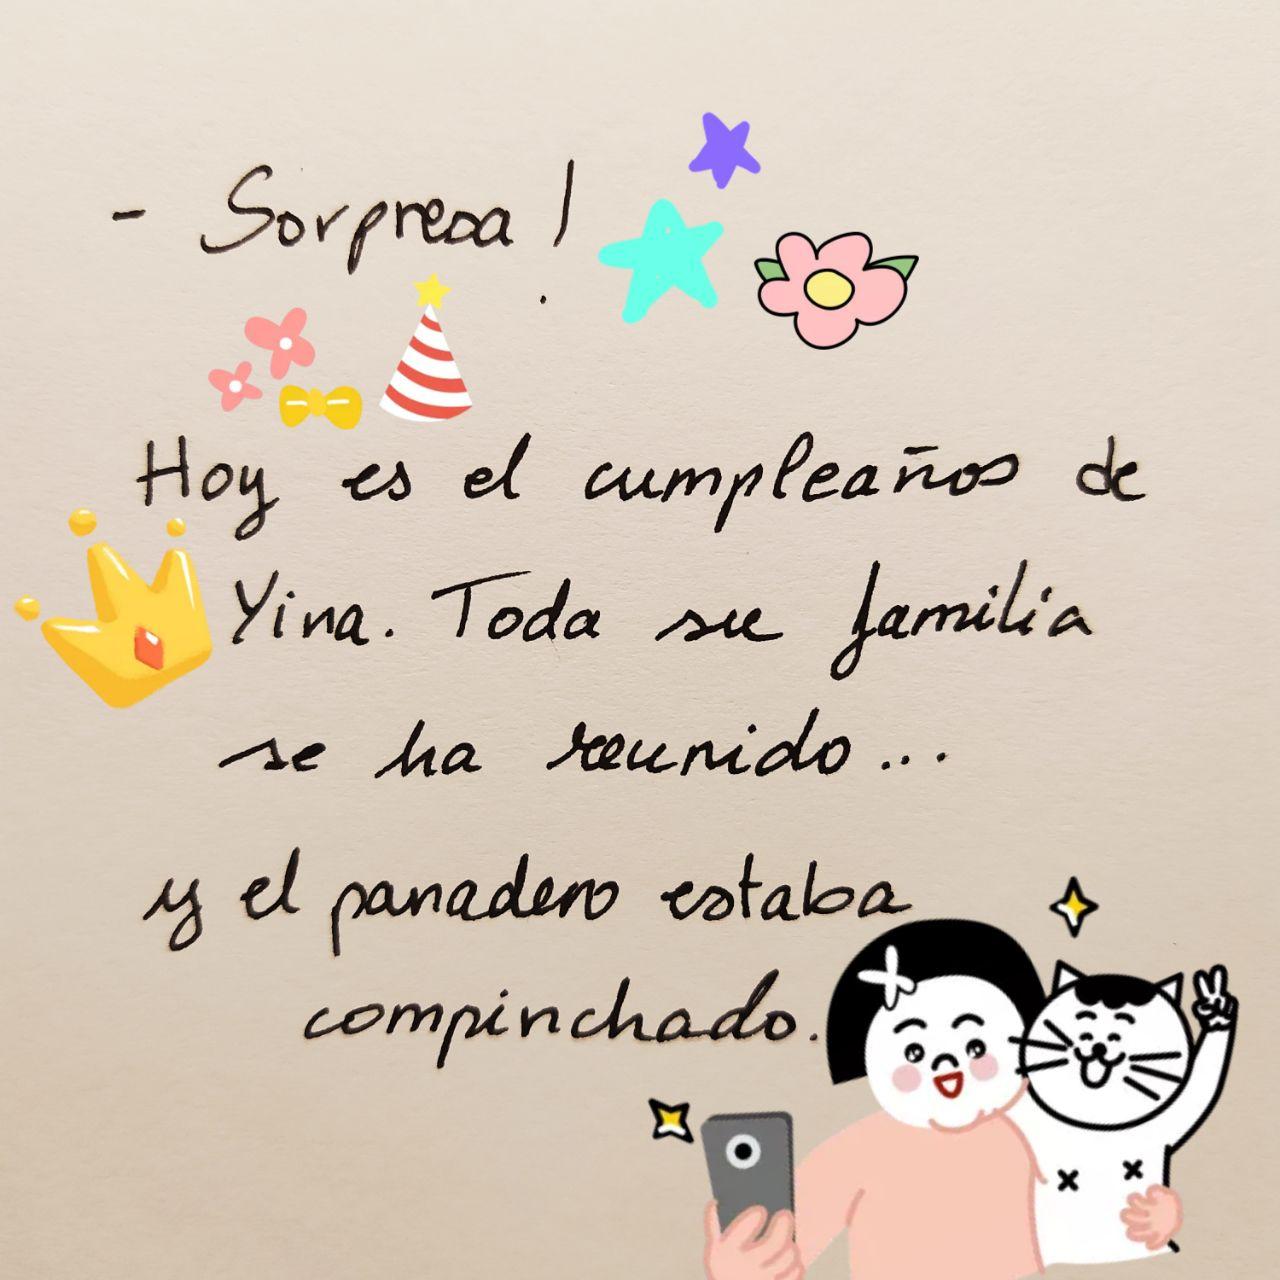 - Sorpresa!
Hoy es el cumpleaños de
Yina. Toda su familia
se ha reunido...
y el panadero estaba
compinchado.